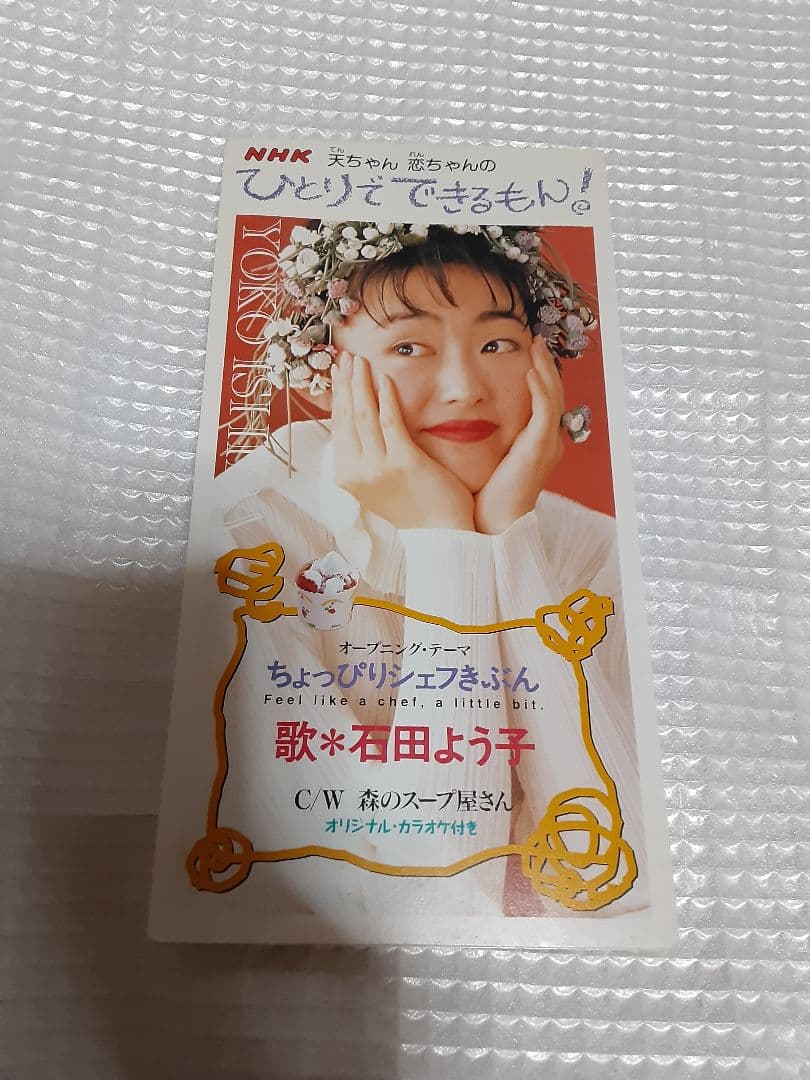 NHK 天ちゃん 恋ちゃんの
てん れん
ひとりでできるもん!
YOKO ISHI
オープニング・テーマ
ちょっぴりシェフきぶん
Feel like a chef, a little bit.
歌*石田よう子
C/W 森のスープ屋さん
オリジナル・カラオケ付き